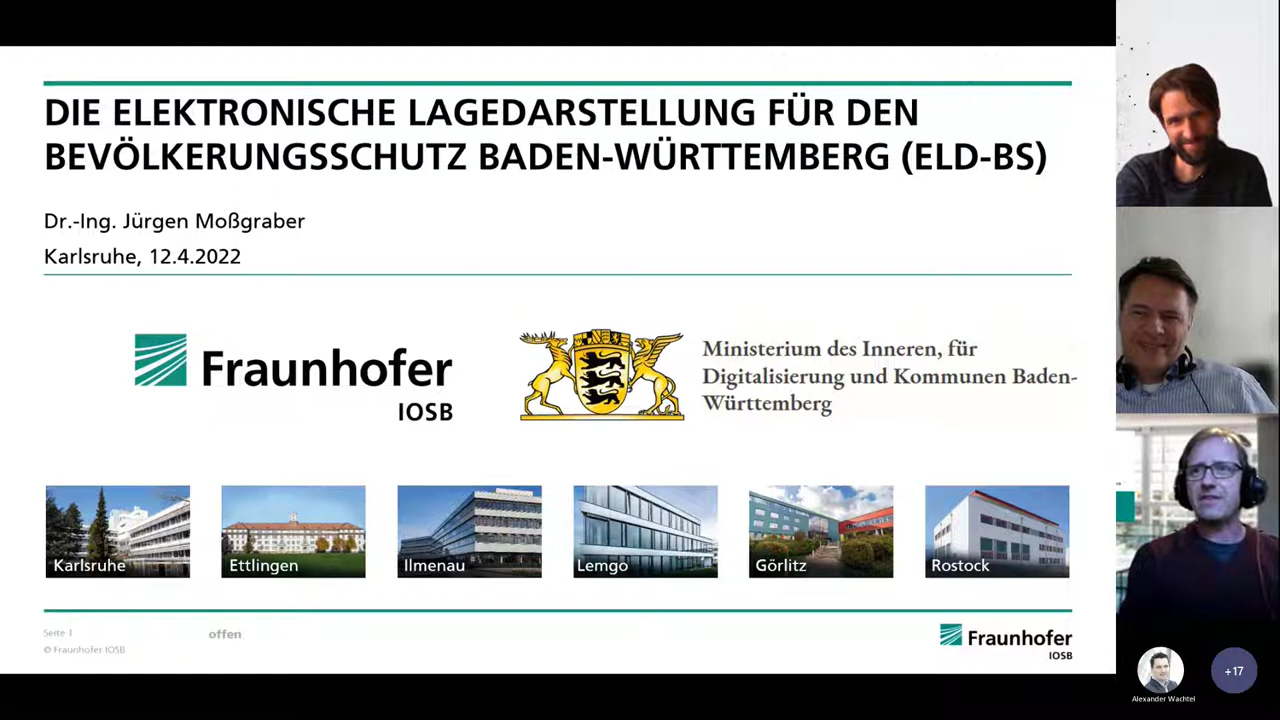 DIE ELEKTRONISCHE LAGEDARSTELLUNG FÜR DEN
BEVÖLKERUNGSSCHUTZ BADEN-WÜRTTEMBERG (ELD-BS)
Dr.-Ing. Jürgen Moßgraber
Karlsruhe, 12.4.2022
Fraunhofer
IOSB
Ministerium des Inneren, für
Digitalisierung und Kommunen Baden-
Württemberg
Karlsruhe
Ettlingen
Ilmenau
Lemgo
Görlitz
Rostock
Seite 1
offen
© Fraunhofer IOSB
Fraunhofer
IOSB
Alexander Wachtel
+17